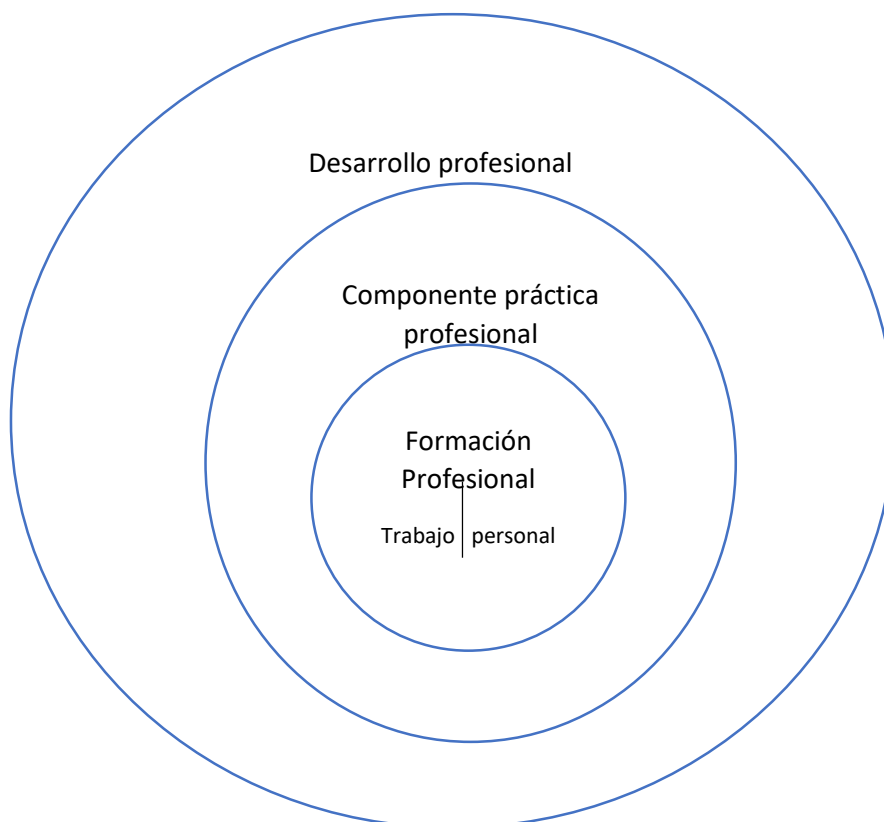 Desarrollo profesional
Componente práctica
profesional
Formación
Profesional
Trabajo personal